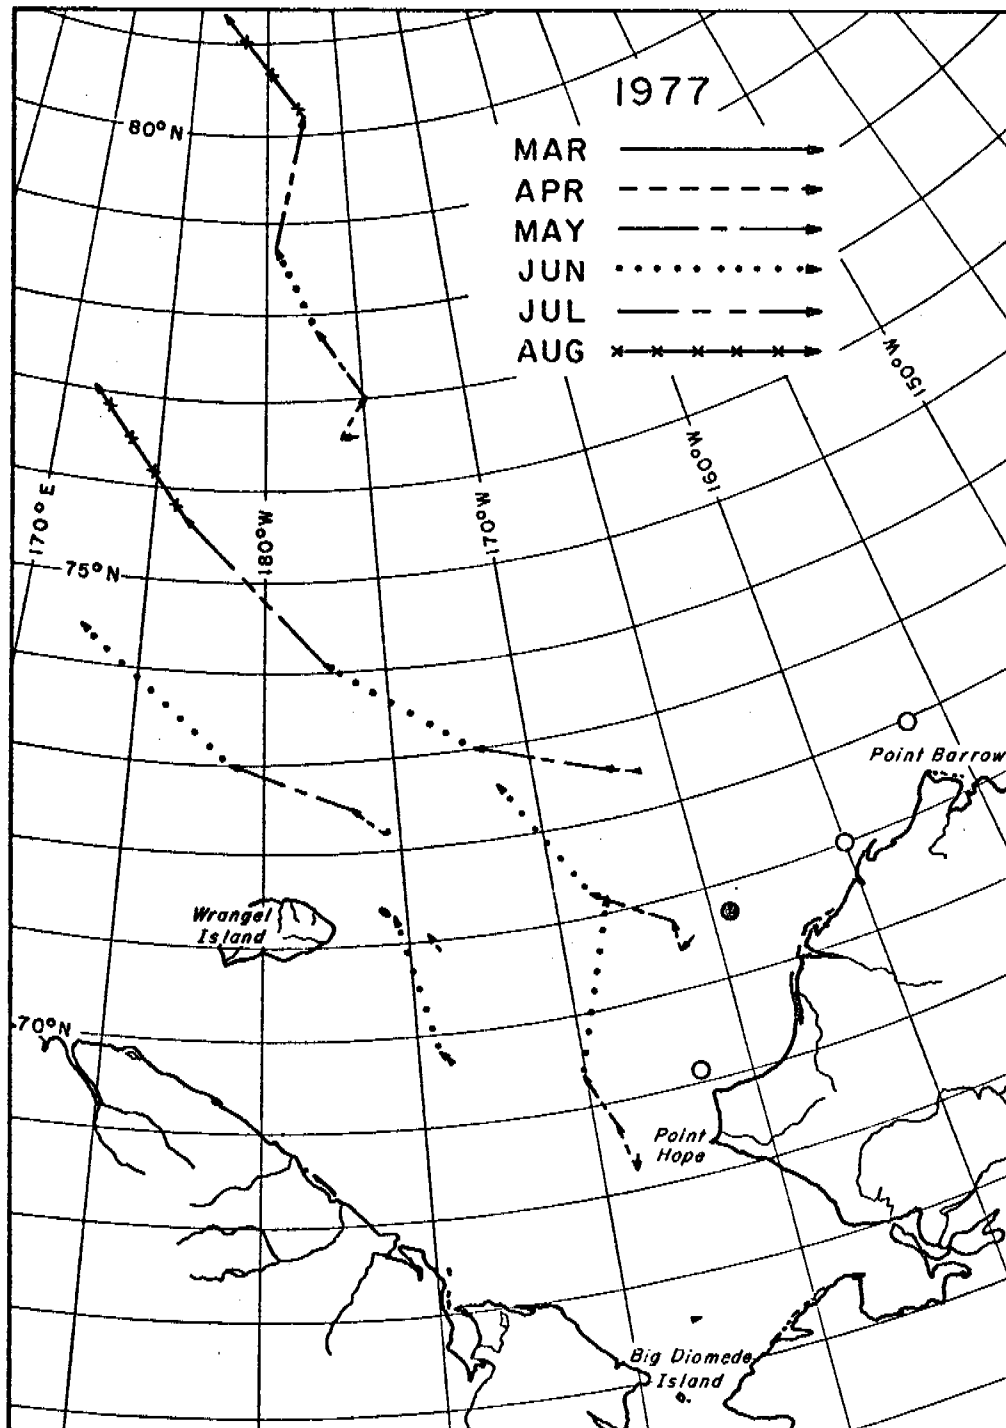 1977
80°N
MAR
APR
MAY
JUN
JUL
AUG
150°W
160°W
170°W
170°E
180°W
75°N
Point Barrow
Wrangel
Island
70°N
Point
Hope
Big Diomede
Island